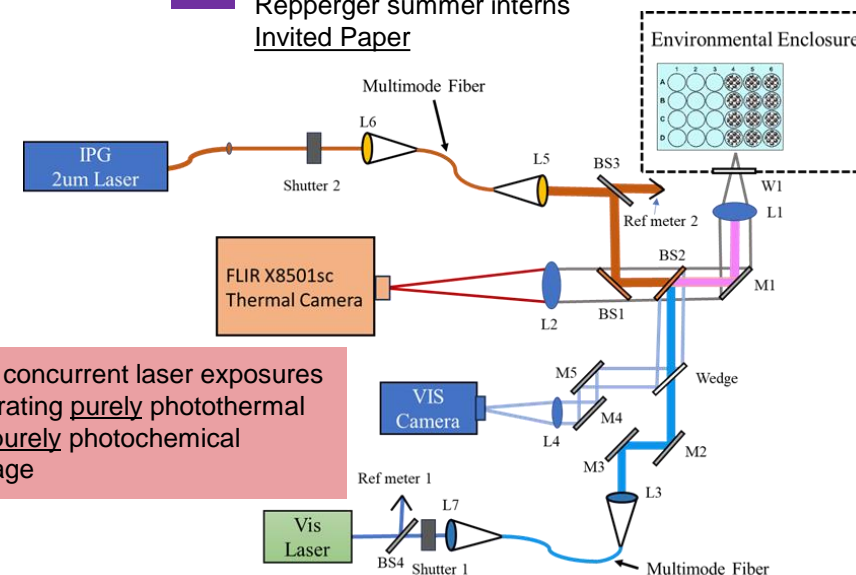 Repperger summer interns
Invited Paper
Environmental Enclosure
1 2 3 4 5 6
A
B
C
D
Multimode Fiber
L6
IPG
2um Laser
Shutter 2
L5
BS3
W1
L1
Ref meter 2
BS2
FLIR X8501sc
Thermal Camera
L2
BS1
M1
concurrent laser exposures
rating purely photothermal
purely photochemical
age
M5
Wedge
VIS
Camera
L4
M4
M3
M2
Ref meter 1
L7
L3
Vis
Laser
BS4
Shutter 1
Multimode Fiber